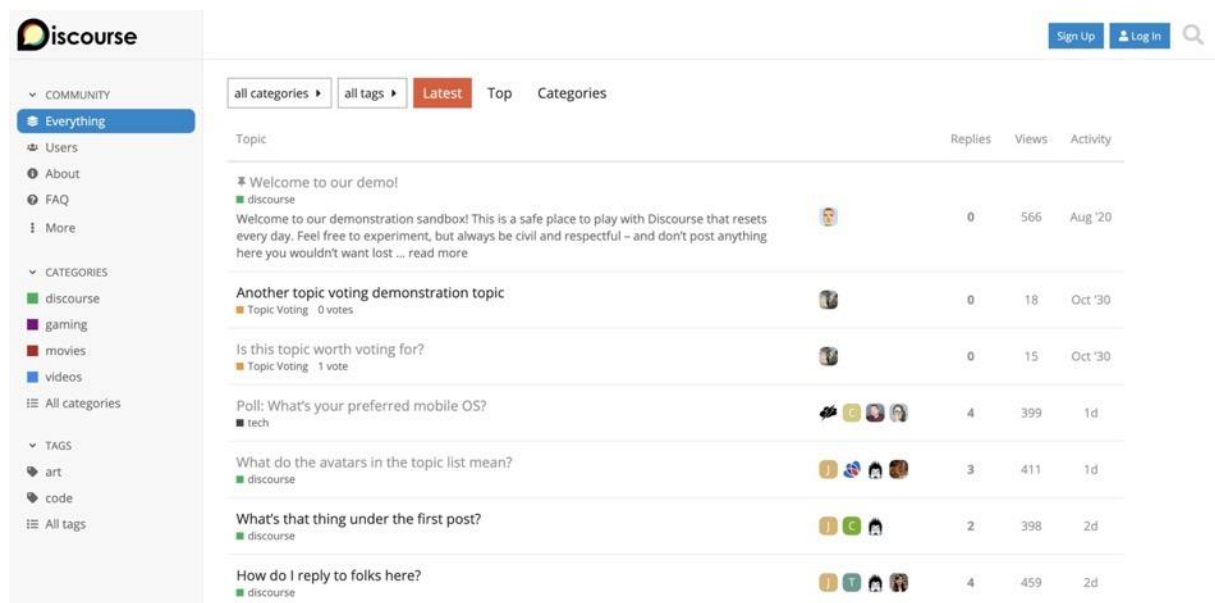 Discourse
Sign Up
Log In
COMMUNITY
Everything
Users
About
FAQ
More
CATEGORIES
discourse
gaming
movies
videos
All categories
TAGS
art
code
All tags
all categories
all tags
Latest
Top
Categories
Topic Replies Views Activity
Welcome to our demo!
discourse
Welcome to our demonstration sandbox! This is a safe place to play with Discourse that resets
every day. Feel free to experiment, but always be civil and respectful – and don't post anything
here you wouldn't want lost ... read more
0 566 Aug '20
Another topic voting demonstration topic
Topic Voting 0 votes
0 18 Oct '30
Is this topic worth voting for?
Topic Voting 1 vote
0 15 Oct '30
Poll: What's your preferred mobile OS?
tech
C
4 399 1d
What do the avatars in the topic list mean?
discourse
J
3 411 1d
What's that thing under the first post?
discourse
J C
2 398 2d
How do I reply to folks here?
discourse
J T
4 459 2d